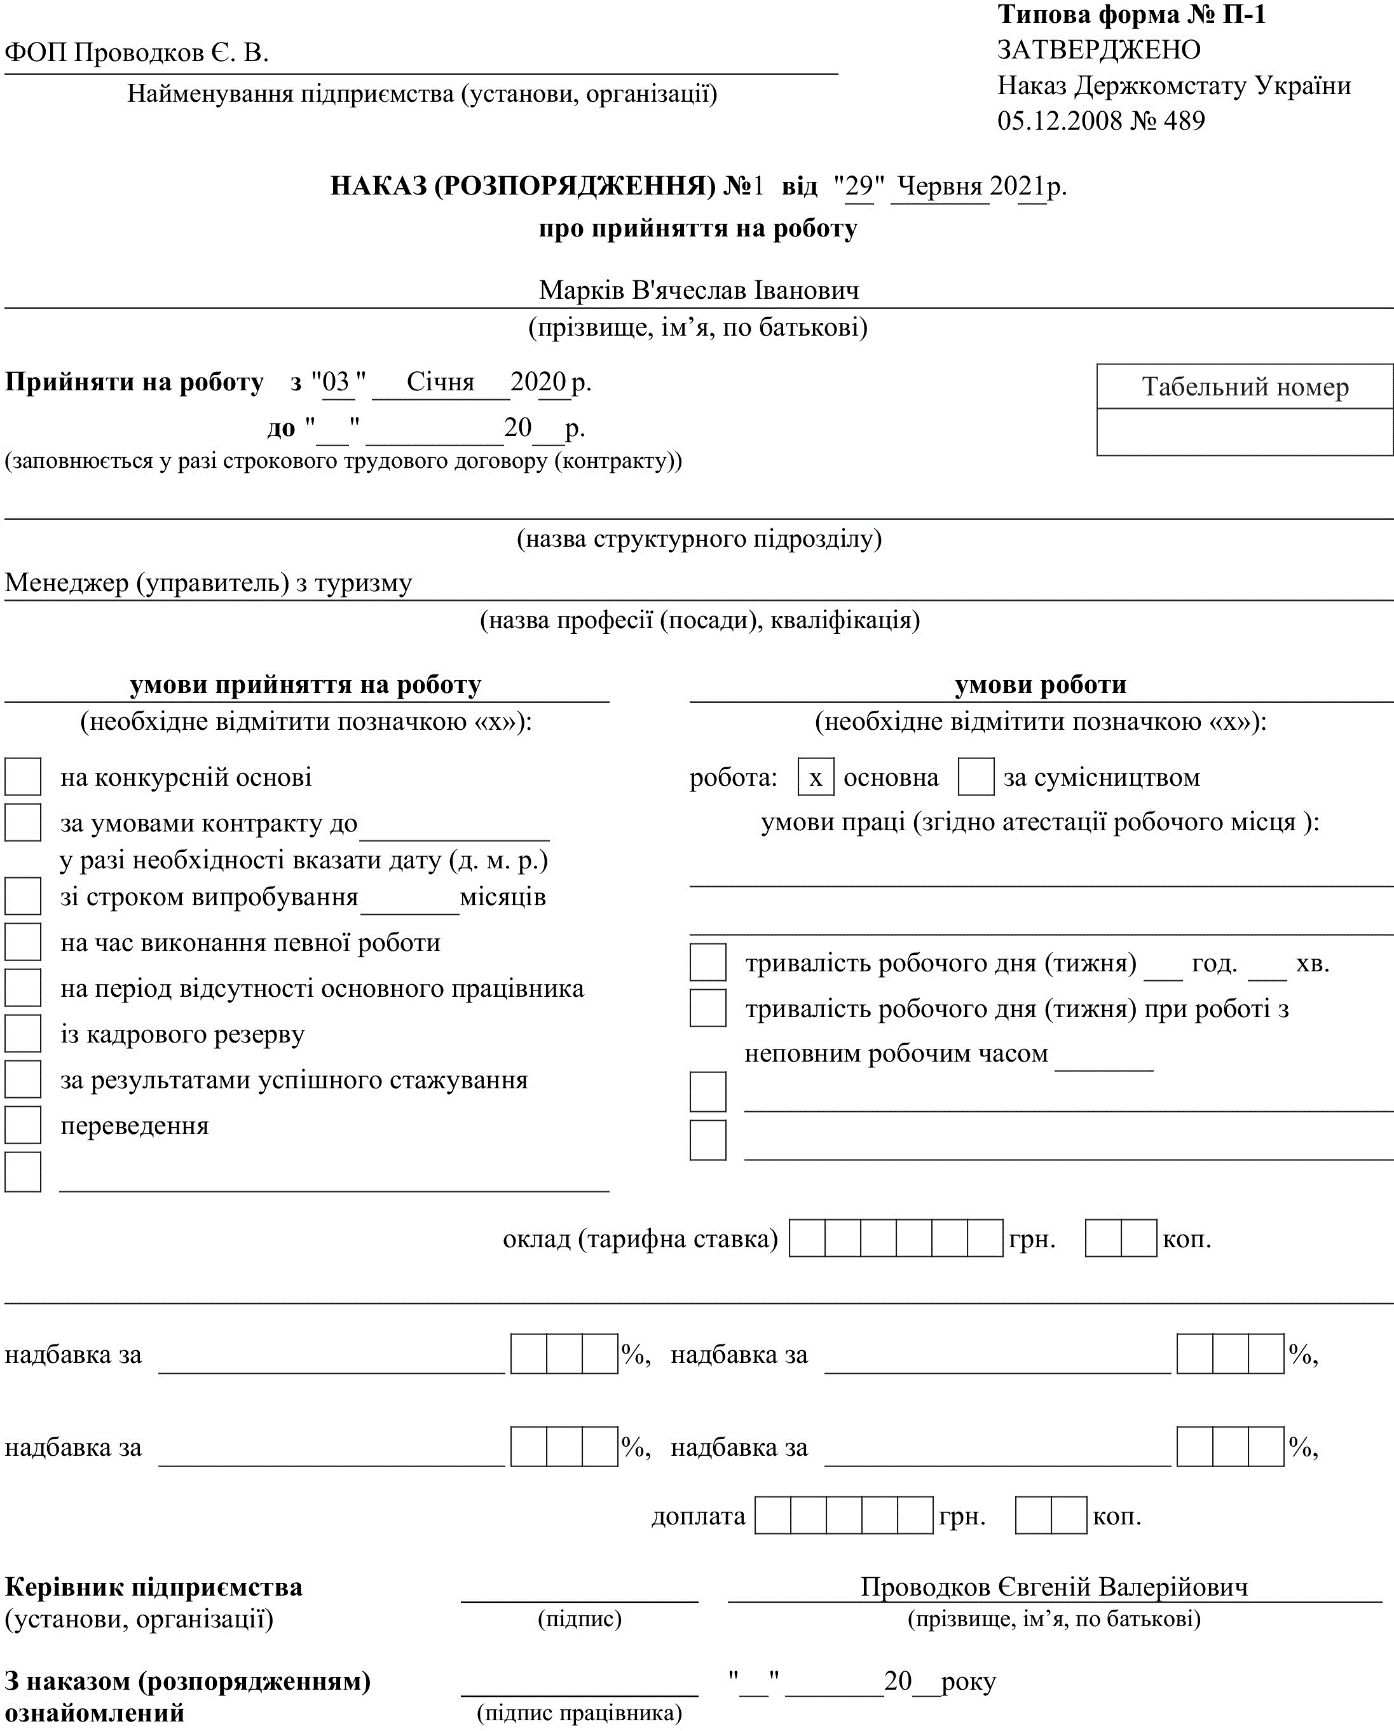 Типова форма № П-1
ФОП Проводков Є. В.
ЗАТВЕРДЖЕНО
Найменування підприємства (установи, організації)
Наказ Держкомстату України
05.12.2008 № 489
НАКАЗ (РОЗПОРЯДЖЕННЯ) №1 від "29" Червня 2021р.
про прийняття на роботу
Марків В'ячеслав Іванович
(прізвище, ім’я, по батькові)
Прийняти на роботу з "03 " Січня 2020 р.
Табельний номер
до "__" __________20__р.
(заповнюється у разі строкового трудового договору (контракту))
(назва структурного підрозділу)
Менеджер (управитель) з туризму
(назва професії (посади), кваліфікація)
умови прийняття на роботу
(необхідне відмітити позначкою «х»):
на конкурсній основі
за умовами контракту до
у разі необхідності вказати дату (д. м. р.)
зі строком випробування_______місяців
на час виконання певної роботи
на період відсутності основного працівника
із кадрового резерву
за результатами успішного стажування
переведення
умови роботи
(необхідне відмітити позначкою «х»):
робота: x основна за сумісництвом
умови праці (згідно атестації робочого місця ):
тривалість робочого дня (тижня) ___ год. ___ хв.
тривалість робочого дня (тижня) при роботі з
неповним робочим часом _______
оклад (тарифна ставка) грн. коп.
надбавка за %, надбавка за %,
надбавка за %, надбавка за %,
доплата грн. коп.
Керівник підприємства Проводков Євгеній Валерійович
(установи, організації) (підпис) (прізвище, ім’я, по батькові)
З наказом (розпорядженням) "__" _______20__року
ознайомлений (підпис працівника)